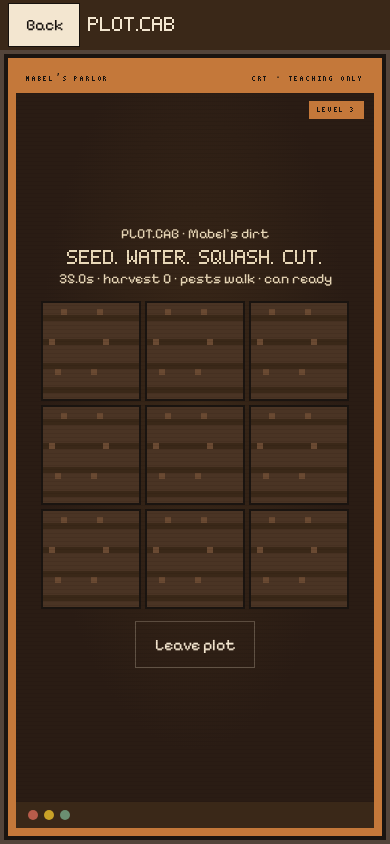 Back
PLOT.CAB
MABEL'S PARLOR
CRT · TEACHING ONLY
LEVEL 3
PLOT.CAB · Mabel's dirt
SEED. WATER. SQUASH. CUT.
38.0s · harvest 0 · pests walk · can ready
Leave plot